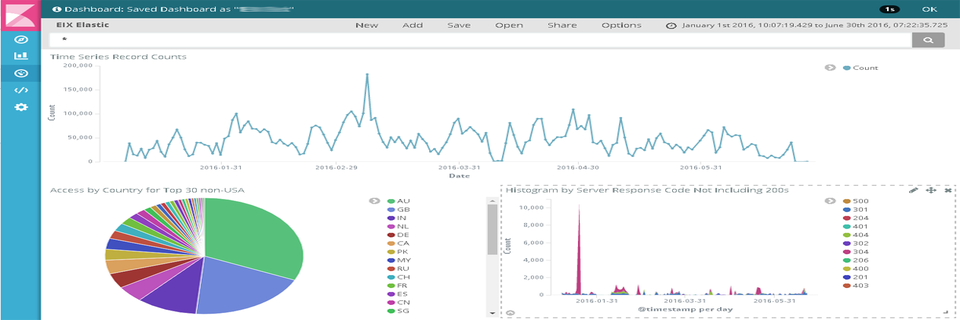 Dashboard: Saved Dashboard as "
1s
OK
EIX Elastic
New Add Save Open Share Options
January 1st 2016, 10:07:19.429 to June 30th 2016, 07:22:35.725
*
Time Series Record Counts
200,000
150,000
100,000
50,000
0
Count
2016-01-31 2016-02-29 2016-03-31 2016-04-30 2016-05-31
Date
Count
Access by Country for Top 30 non-USA
AU
GB
IN
NL
DE
CA
PK
MY
RU
CH
FR
ES
CN
SG
Histogram by Server Response Code Not Including 200s
10,000
8,000
6,000
4,000
2,000
0
Count
2016-01-31 2016-03-31 2016-05-31
@timestamp per day
500
301
204
401
404
302
304
206
400
201
403